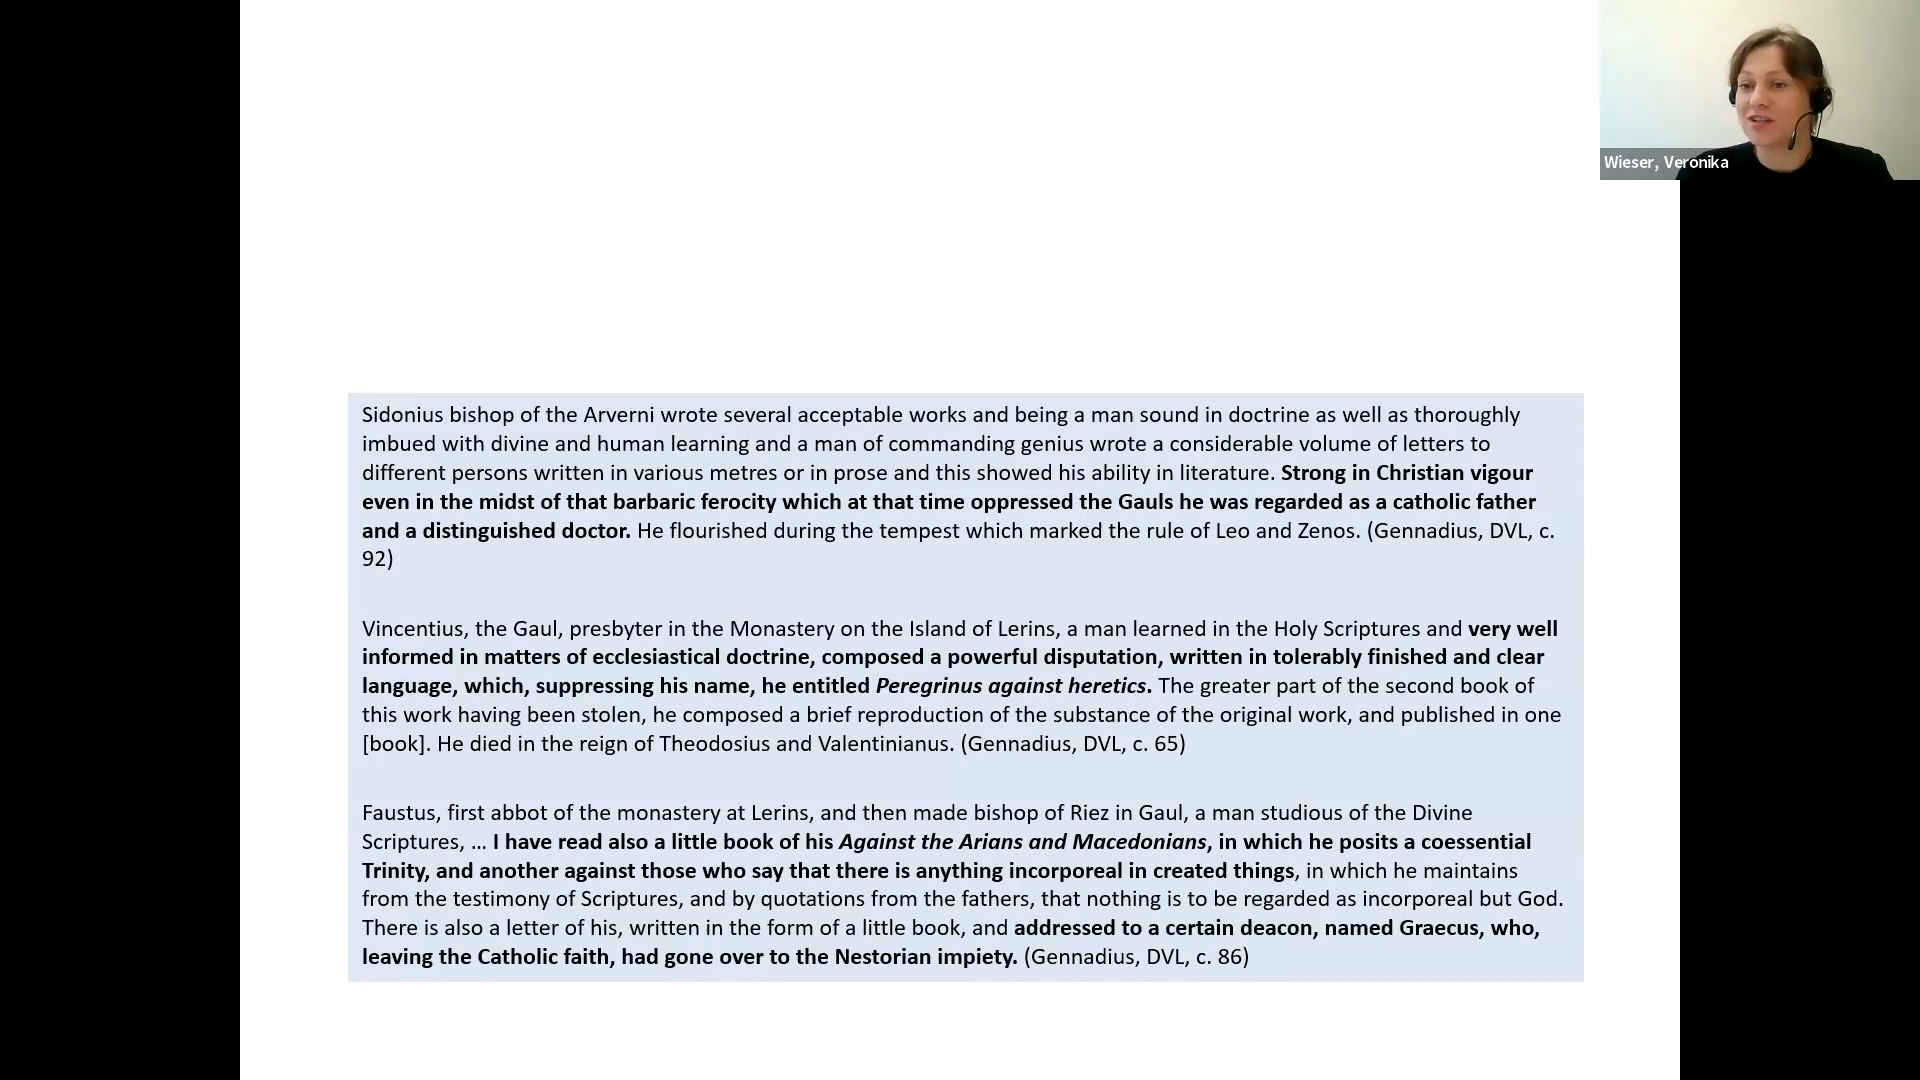 Wieser, Veronika
Sidonius bishop of the Arverni wrote several acceptable works and being a man sound in doctrine as well as thoroughly
imbued with divine and human learning and a man of commanding genius wrote a considerable volume of letters to
different persons written in various metres or in prose and this showed his ability in literature. Strong in Christian vigour
even in the midst of that barbaric ferocity which at that time oppressed the Gauls he was regarded as a catholic father
and a distinguished doctor. He flourished during the tempest which marked the rule of Leo and Zenos. (Gennadius, DVL, c.
92)
Vincentius, the Gaul, presbyter in the Monastery on the Island of Lerins, a man learned in the Holy Scriptures and very well
informed in matters of ecclesiastical doctrine, composed a powerful disputation, written in tolerably finished and clear
language, which, suppressing his name, he entitled Peregrinus against heretics. The greater part of the second book of
this work having been stolen, he composed a brief reproduction of the substance of the original work, and published in one
[book]. He died in the reign of Theodosius and Valentinianus. (Gennadius, DVL, c. 65)
Faustus, first abbot of the monastery at Lerins, and then made bishop of Riez in Gaul, a man studious of the Divine
Scriptures, … I have read also a little book of his Against the Arians and Macedonians, in which he posits a coessential
Trinity, and another against those who say that there is anything incorporeal in created things, in which he maintains
from the testimony of Scriptures, and by quotations from the fathers, that nothing is to be regarded as incorporeal but God.
There is also a letter of his, written in the form of a little book, and addressed to a certain deacon, named Graecus, who,
leaving the Catholic faith, had gone over to the Nestorian impiety. (Gennadius, DVL, c. 86)